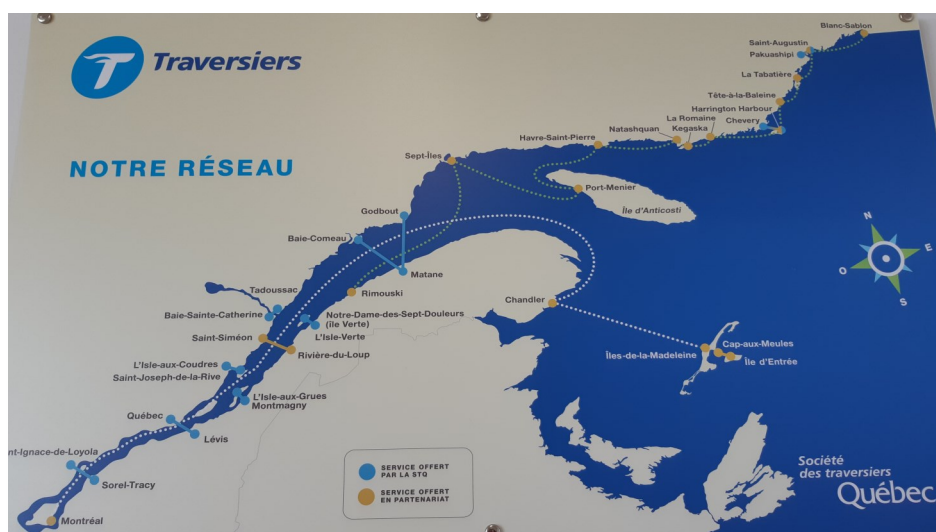 Traversiers
NOTRE RÉSEAU
Blanc-Sablon
Saint-Augustin
Pakuashipi
La Tabatière
Tête-à-la-Baleine
Harrington Harbour
Chevery
La Romaine
Kegaska
Natashquan
Havre-Saint-Pierre
Sept-Îles
Port-Menier
Île d'Anticosti
Godbout
Baie-Comeau
Matane
Rimouski
Tadoussac
Baie-Sainte-Catherine
Notre-Dame-des-Sept-Douleurs
(île Verte)
L'Isle-Verte
Chandler
Saint-Siméon
Rivière-du-Loup
Cap-aux-Meules
Îles-de-la-Madeleine
Île d'Entrée
L'Isle-aux-Coudres
Saint-Joseph-de-la-Rive
L'Isle-aux-Grues
Montmagny
Québec
Lévis
nt-Ignace-de-Loyola
Sorel-Tracy
Montréal
N
E
O
S
SERVICE OFFERT
PAR LA STQ
SERVICE OFFERT
EN PARTENARIAT
Société
des traversiers
Québec